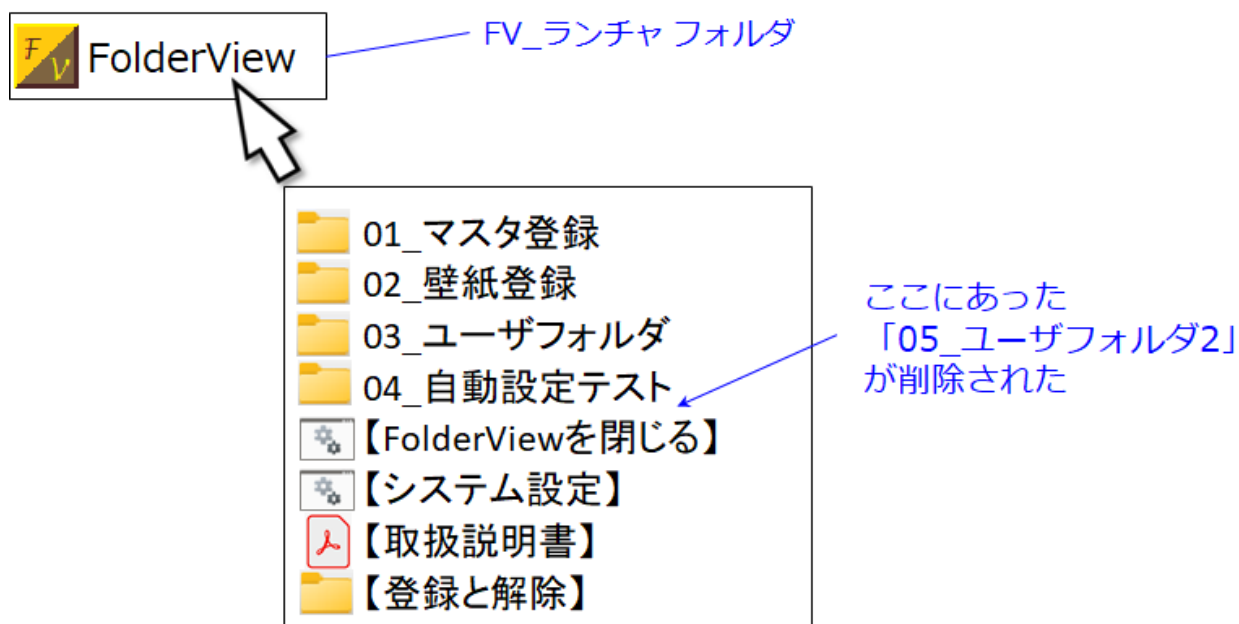 FV_ランチャ フォルダ
FV FolderView
01_マスタ登録
02_壁紙登録
03_ユーザフォルダ
04_自動設定テスト
【FolderViewを閉じる】
【システム設定】
【取扱説明書】
【登録と解除】
ここにあった
「05_ユーザフォルダ2」
が削除された